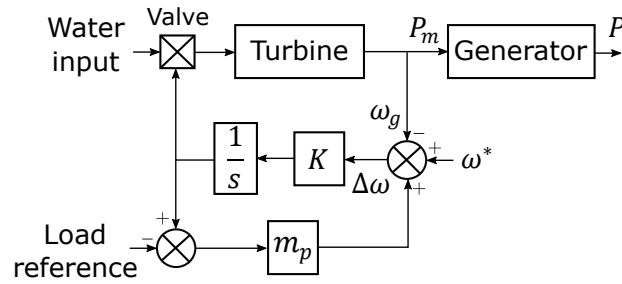 Water
input
Valve
Turbine
P_m
Generator
P
ω_g
−
+
1
s
K
Δω
ω*
+
Load
reference
+
−
m_p